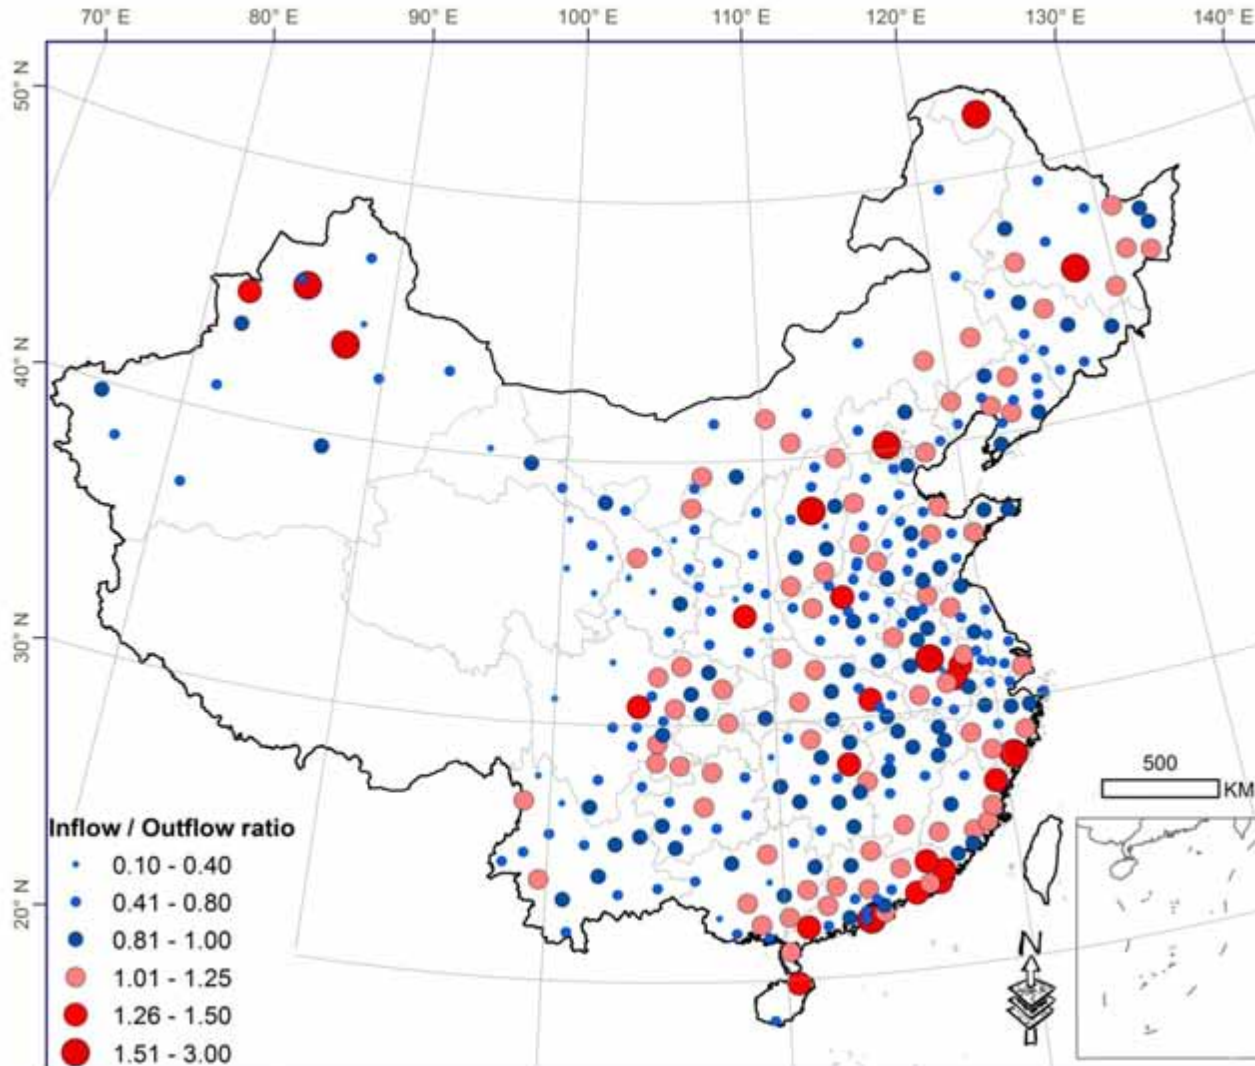 70° E 80° E 90° E 100° E 110° E 120° E 130° E 140° E
50° N
40° N
30° N
20° N
500
KM
Inflow / Outflow ratio
0.10 - 0.40
0.41 - 0.80
0.81 - 1.00
1.01 - 1.25
1.26 - 1.50
1.51 - 3.00
N